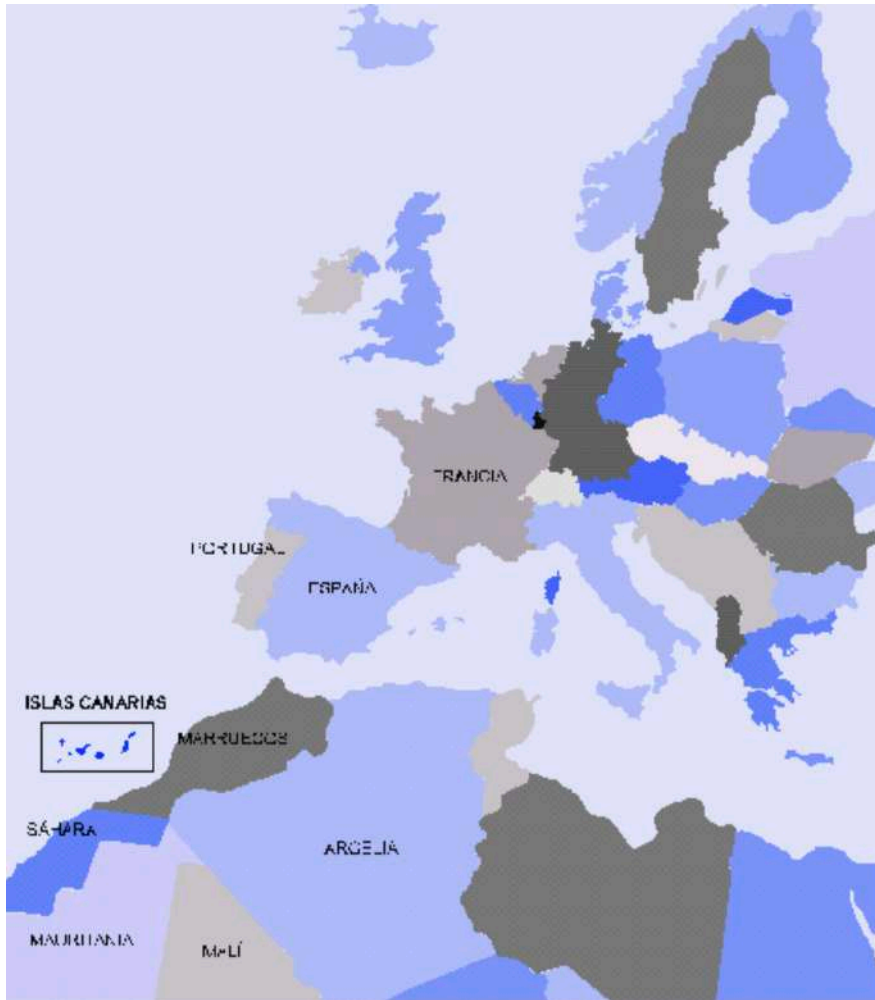 FRANCIA
PORTUGAL
ESPAÑA
ISLAS CANARIAS
MARRUECOS
SÁHARA
ARGELIA
MAURITANIA
MALÍ